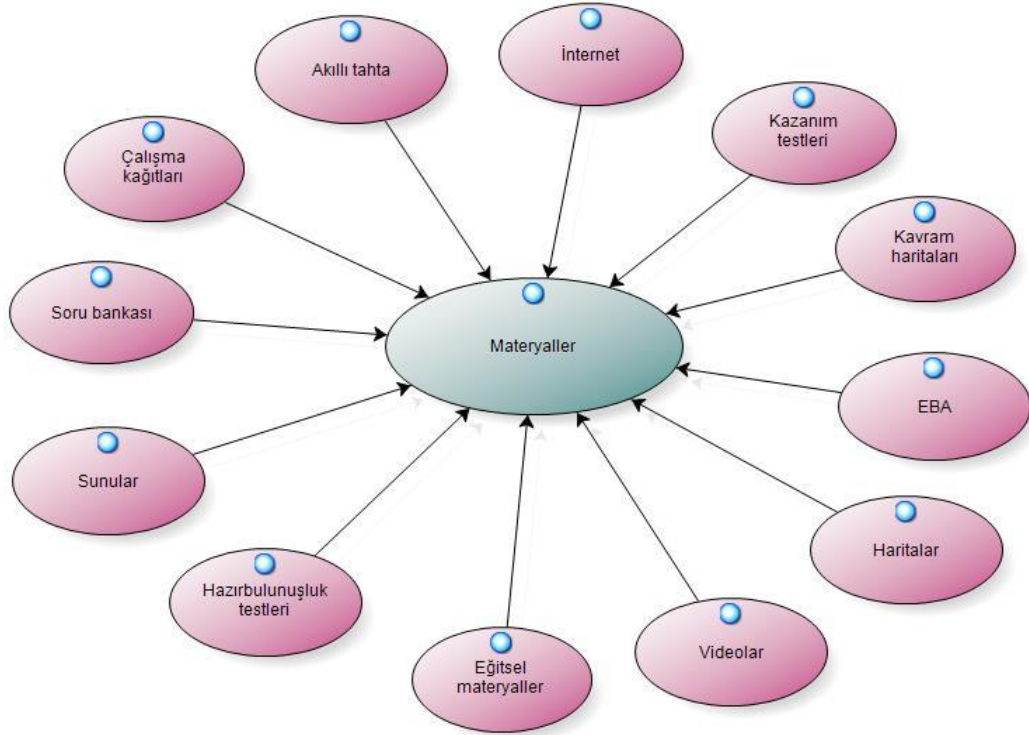 Akıllı tahta
İnternet
Kazanım
testleri
Çalışma
kağıtları
Kavram
haritaları
Soru bankası
Materyaller
EBA
Sunular
Haritalar
Hazırbulunuşluk
testleri
Videolar
Eğitsel
materyaller